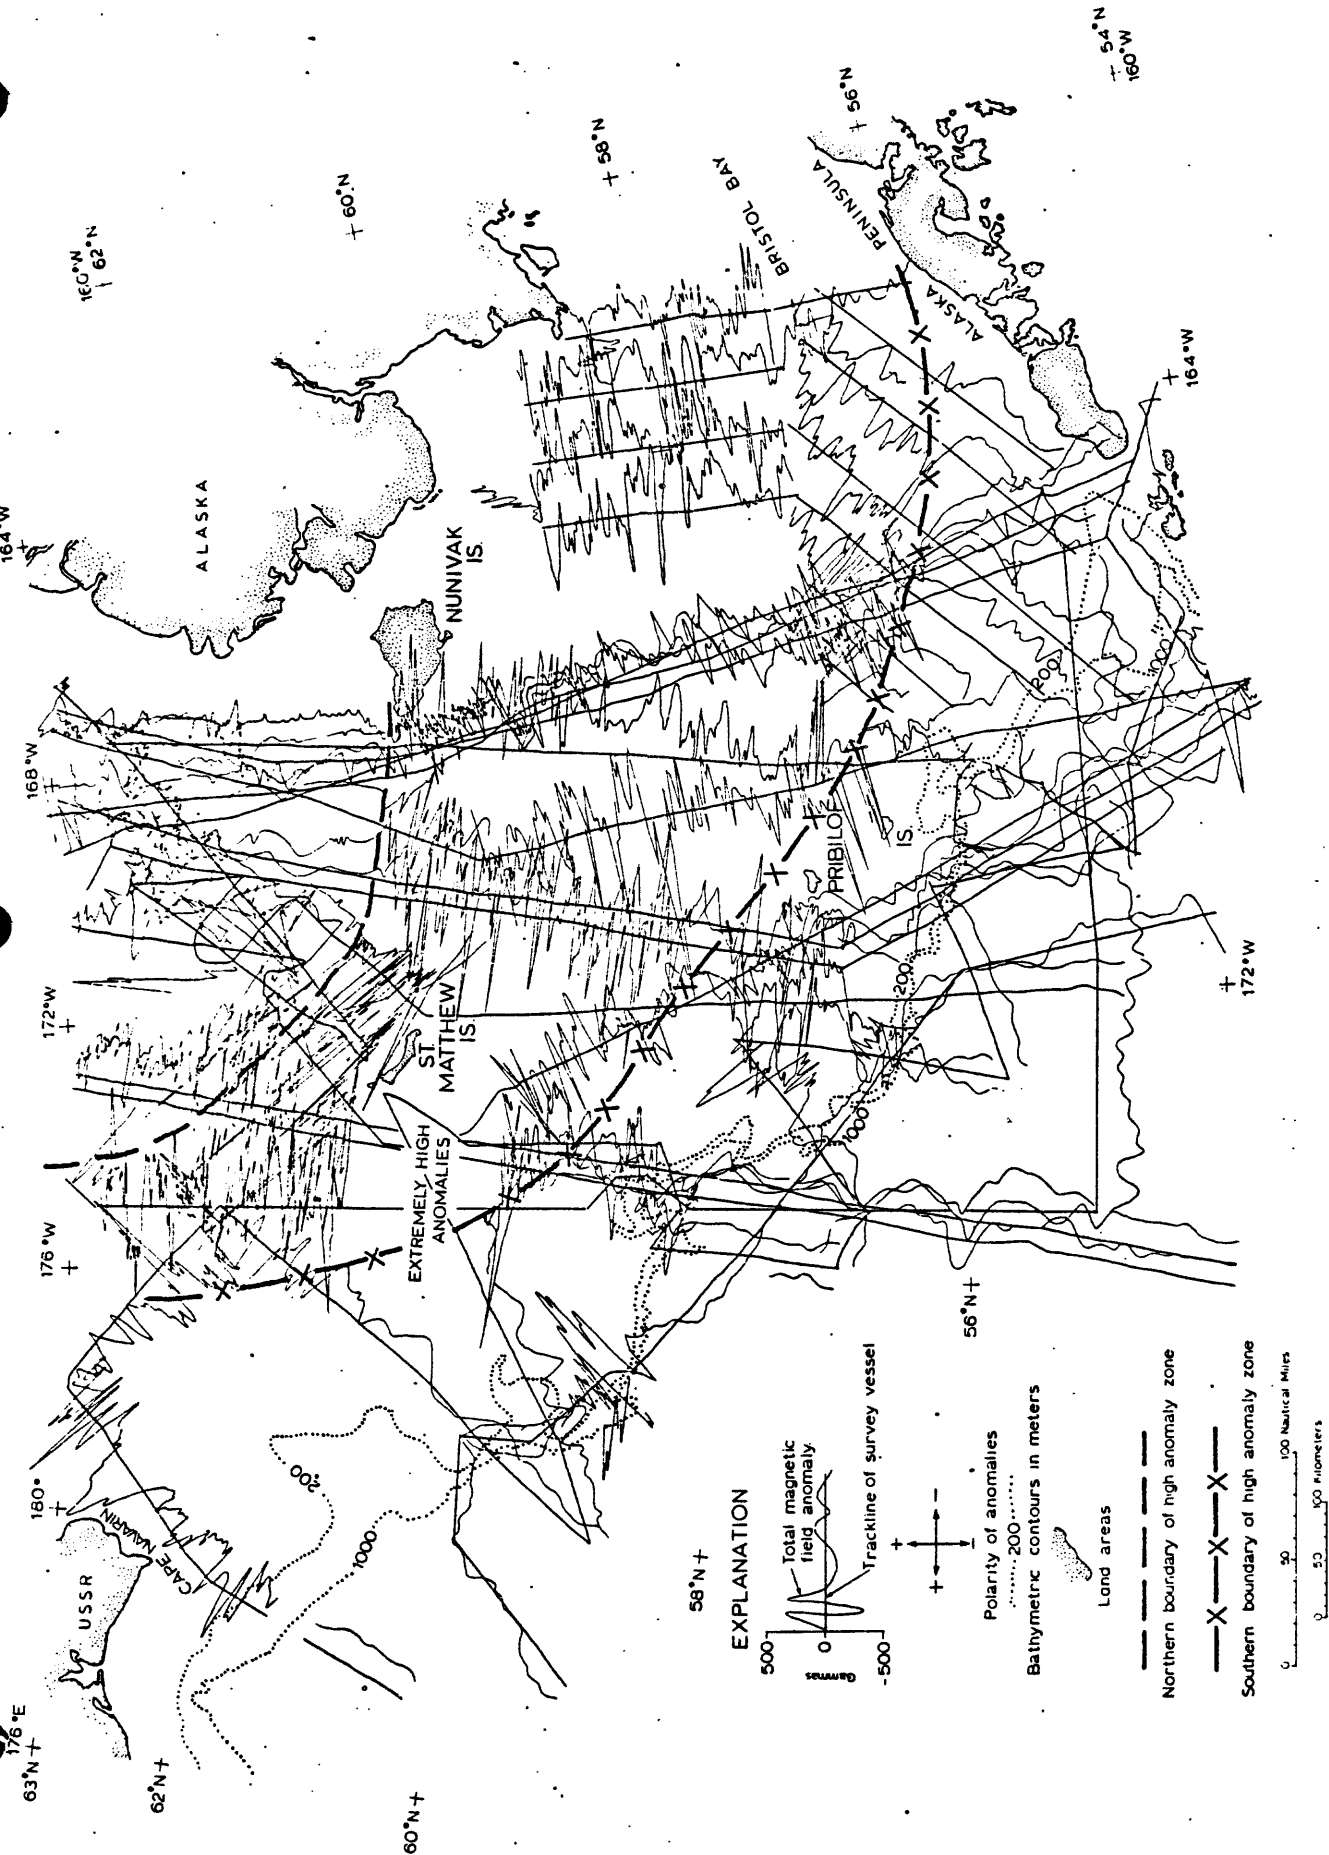 176°E
63°N
62°N
60°N
58°N
56°N
USSR
CAPE NAVARIN
180°
176°W
172°W
168°W
164°W
160°W
62°N
60°N
58°N
56°N
54°N
160°W
164°W
172°W
ALASKA
NUNIVAK
IS.
ST.
MATTHEW
IS.
EXTREMELY HIGH
ANOMALIES
PRIBILOF
IS.
BRISTOL BAY
ALASKA
PENINSULA
200
1000
200
1000
200
1000
EXPLANATION
500
0
-500
Gammas
Total magnetic
field anomaly
Trackline of survey vessel
+
+
-
-
Polarity of anomalies
200
Bathymetric contours in meters
Land areas
Northern boundary of high anomaly zone
Southern boundary of high anomaly zone
0 50 100 Nautical Miles
0 50 100 Kilometers